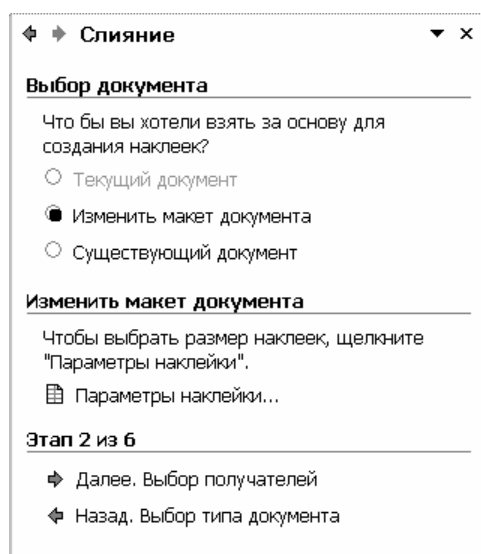 Слияние
Выбор документа
Что бы вы хотели взять за основу для
создания наклеек?
Текущий документ
Изменить макет документа
Существующий документ
Изменить макет документа
Чтобы выбрать размер наклеек, щелкните
"Параметры наклейки".
Параметры наклейки...
Этап 2 из 6
Далее. Выбор получателей
Назад. Выбор типа документа